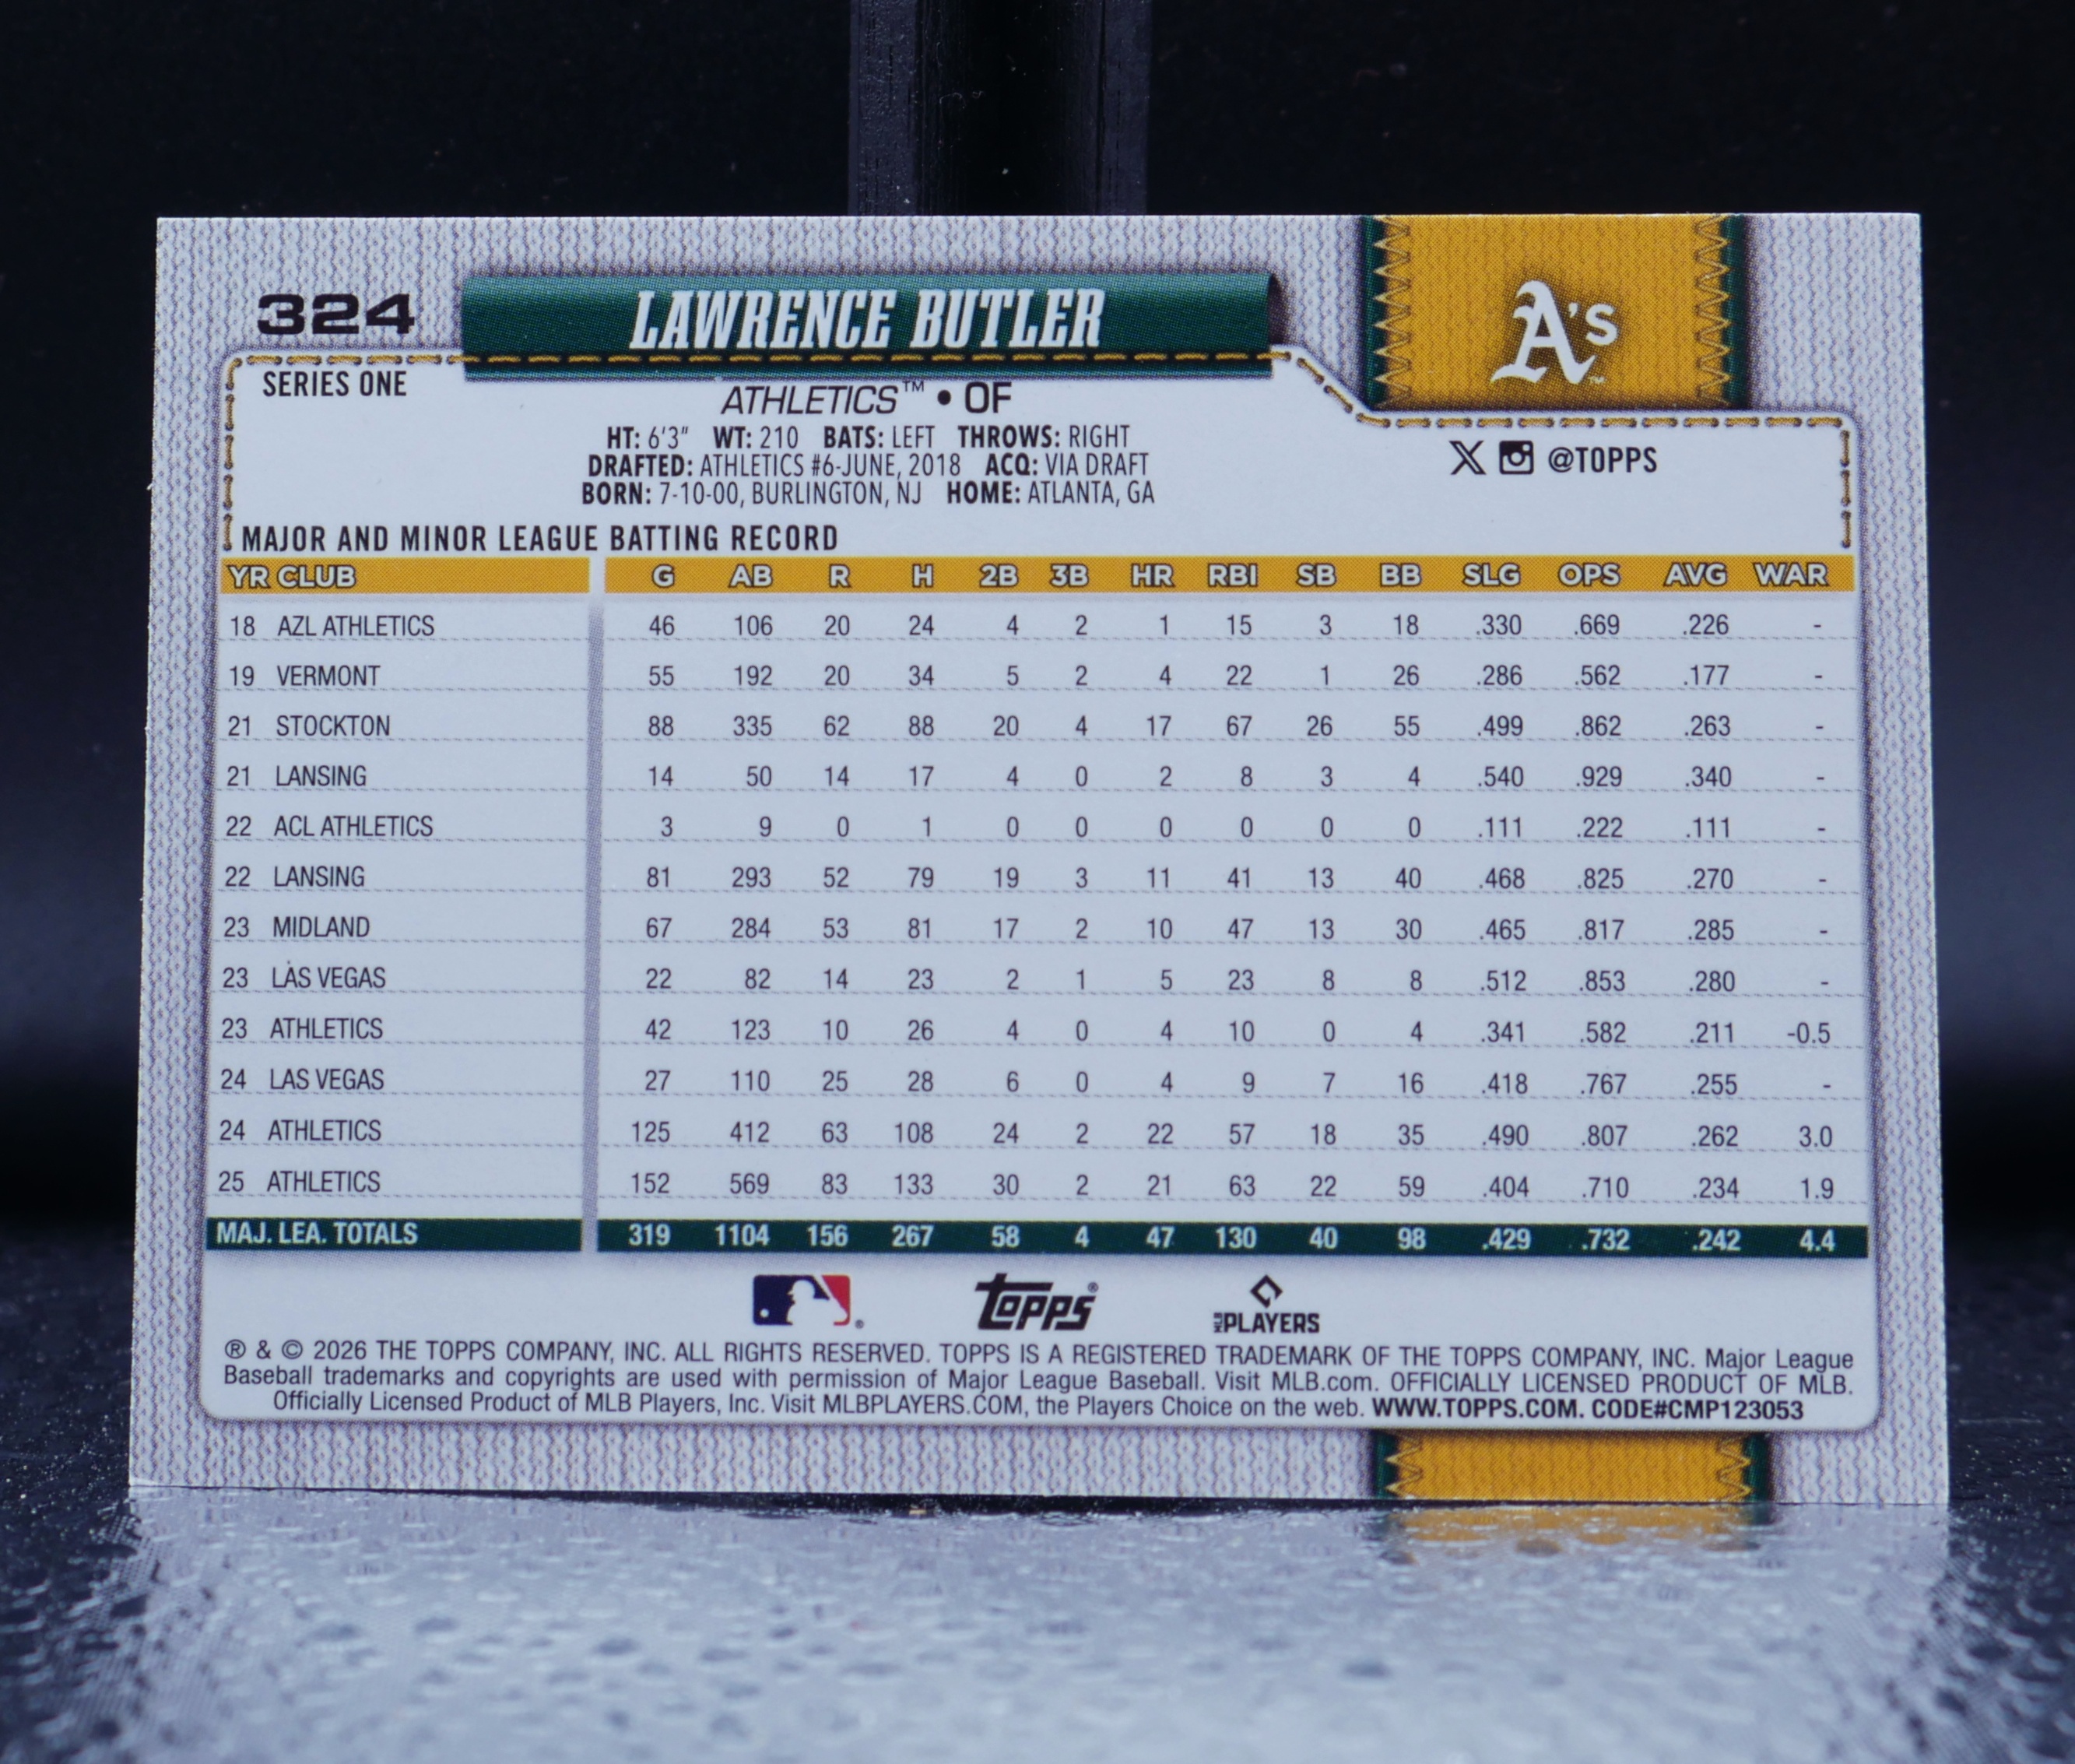 324
LAWRENCE BUTLER
A's™
SERIES ONE
ATHLETICS™ • OF
HT: 6'3" WT: 210 BATS: LEFT THROWS: RIGHT
DRAFTED: ATHLETICS #6-JUNE, 2018 ACQ: VIA DRAFT
BORN: 7-10-00, BURLINGTON, NJ HOME: ATLANTA, GA
@TOPPS
MAJOR AND MINOR LEAGUE BATTING RECORD
YR CLUB G AB R H 2B 3B HR RBI SB BB SLG OPS AVG WAR
18 AZL ATHLETICS 46 106 20 24 4 2 1 15 3 18 .330 .669 .226 -
19 VERMONT 55 192 20 34 5 2 4 22 1 26 .286 .562 .177 -
21 STOCKTON 88 335 62 88 20 4 17 67 26 55 .499 .862 .263 -
21 LANSING 14 50 14 17 4 0 2 8 3 4 .540 .929 .340 -
22 ACL ATHLETICS 3 9 0 1 0 0 0 0 0 0 .111 .222 .111 -
22 LANSING 81 293 52 79 19 3 11 41 13 40 .468 .825 .270 -
23 MIDLAND 67 284 53 81 17 2 10 47 13 30 .465 .817 .285 -
23 LAS VEGAS 22 82 14 23 2 1 5 23 8 8 .512 .853 .280 -
23 ATHLETICS 42 123 10 26 4 0 4 10 0 4 .341 .582 .211 -0.5
24 LAS VEGAS 27 110 25 28 6 0 4 9 7 16 .418 .767 .255 -
24 ATHLETICS 125 412 63 108 24 2 22 57 18 35 .490 .807 .262 3.0
25 ATHLETICS 152 569 83 133 30 2 21 63 22 59 .404 .710 .234 1.9
MAJ. LEA. TOTALS 319 1104 156 267 58 4 47 130 40 98 .429 .732 .242 4.4
® Topps® MLB PLAYERS
® & © 2026 THE TOPPS COMPANY, INC. ALL RIGHTS RESERVED. TOPPS IS A REGISTERED TRADEMARK OF THE TOPPS COMPANY, INC. Major League
Baseball trademarks and copyrights are used with permission of Major League Baseball. Visit MLB.com. OFFICIALLY LICENSED PRODUCT OF MLB.
Officially Licensed Product of MLB Players, Inc. Visit MLBPLAYERS.COM, the Players Choice on the web. WWW.TOPPS.COM. CODE#CMP123053